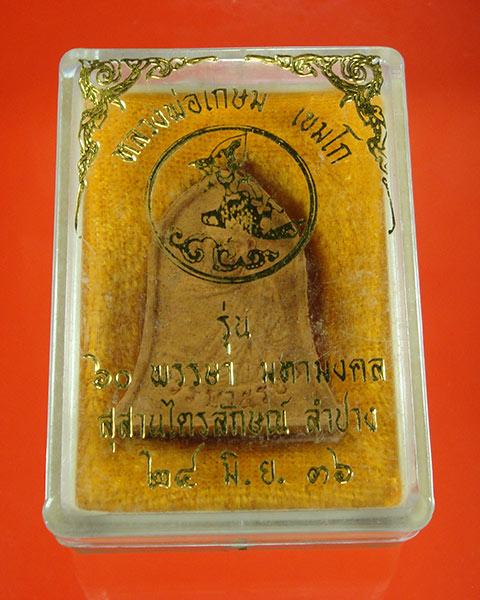 หลวงพ่อเกษม เขมโก
รุ่น
๖๐ พรรษา มหามงคล
สุสานไตรลักษณ์ ลำปาง
๒๘ มิ.ย. ๓๖